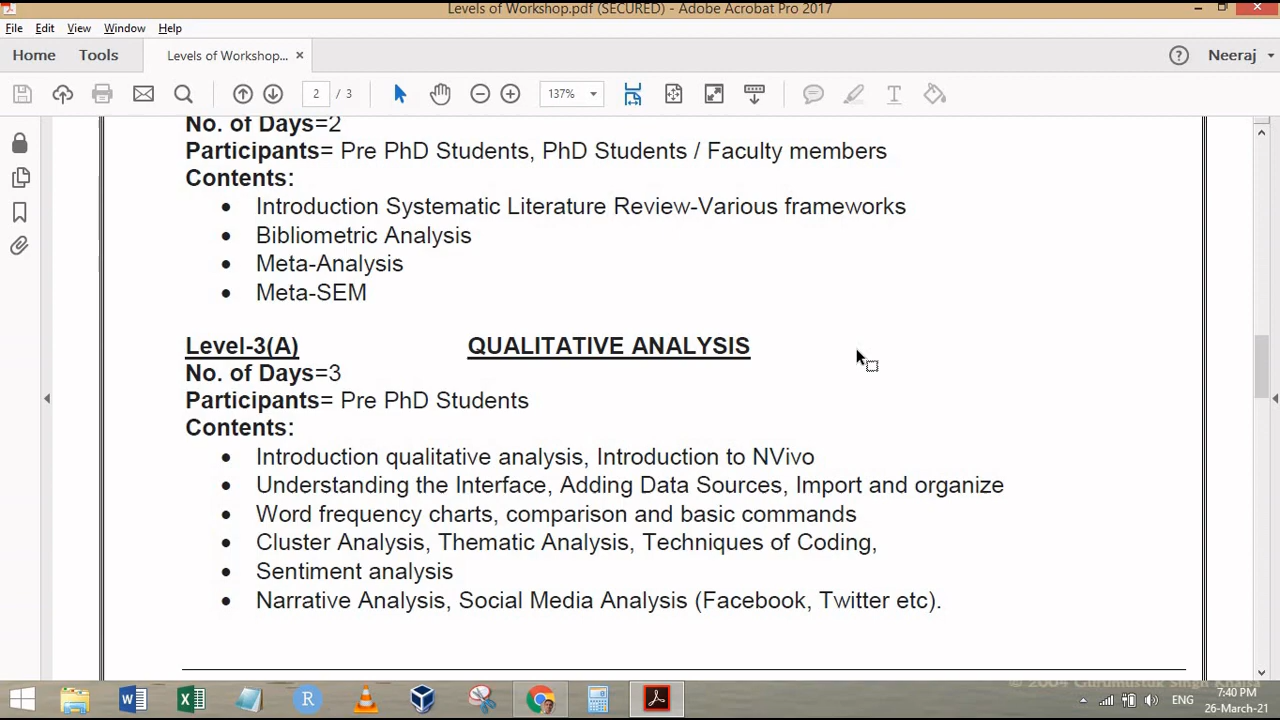 Levels of Workshop.pdf (SECURED) - Adobe Acrobat Pro 2017
File Edit View Window Help
Home Tools Levels of Workshop... × Neeraj
2 / 3 137%
No. of Days=2
Participants= Pre PhD Students, PhD Students / Faculty members
Contents:
• Introduction Systematic Literature Review-Various frameworks
• Bibliometric Analysis
• Meta-Analysis
• Meta-SEM
Level-3(A) QUALITATIVE ANALYSIS
No. of Days=3
Participants= Pre PhD Students
Contents:
• Introduction qualitative analysis, Introduction to NVivo
• Understanding the Interface, Adding Data Sources, Import and organize
• Word frequency charts, comparison and basic commands
• Cluster Analysis, Thematic Analysis, Techniques of Coding,
• Sentiment analysis
• Narrative Analysis, Social Media Analysis (Facebook, Twitter etc).
© 2004 Gurumustuk Singh Khalsa
ENG 7:40 PM
26-March-21